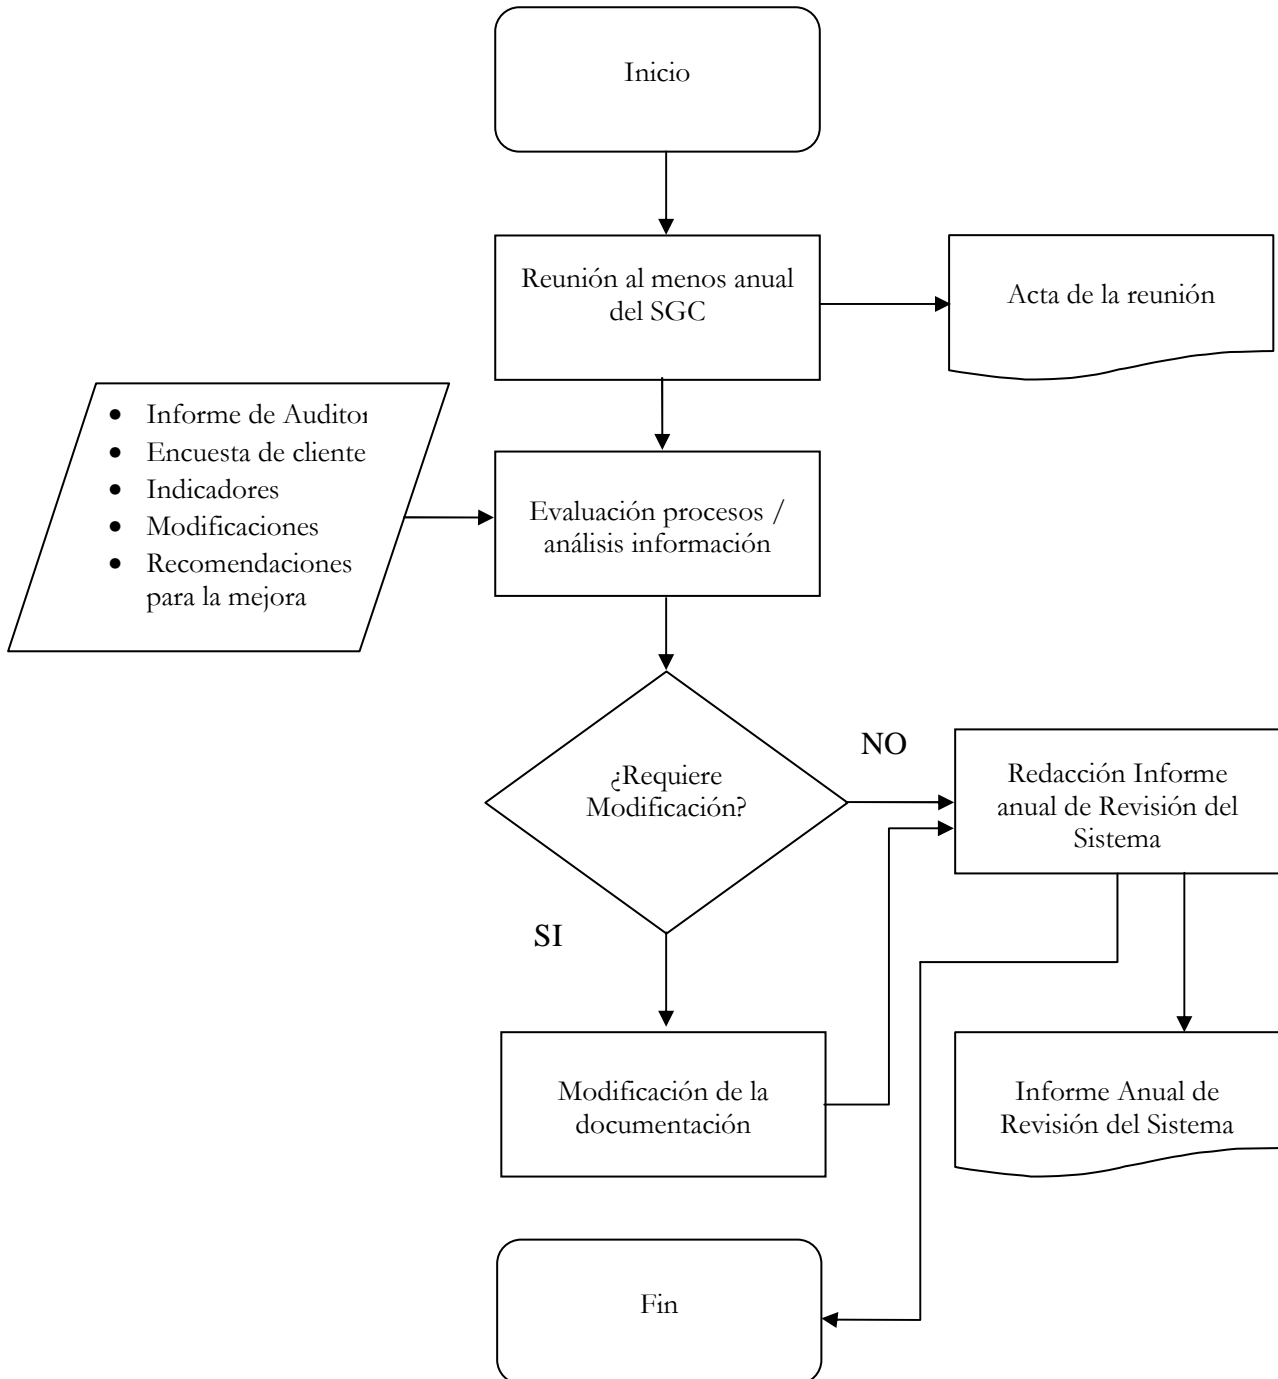 Inicio
Reunión al menos anual
del SGC
Acta de la reunión
• Informe de Auditor
• Encuesta de cliente
• Indicadores
• Modificaciones
• Recomendaciones
para la mejora
Evaluación procesos /
análisis información
¿Requiere
Modificación?
NO
Redacción Informe
anual de Revisión del
Sistema
SI
Modificación de la
documentación
Informe Anual de
Revisión del Sistema
Fin